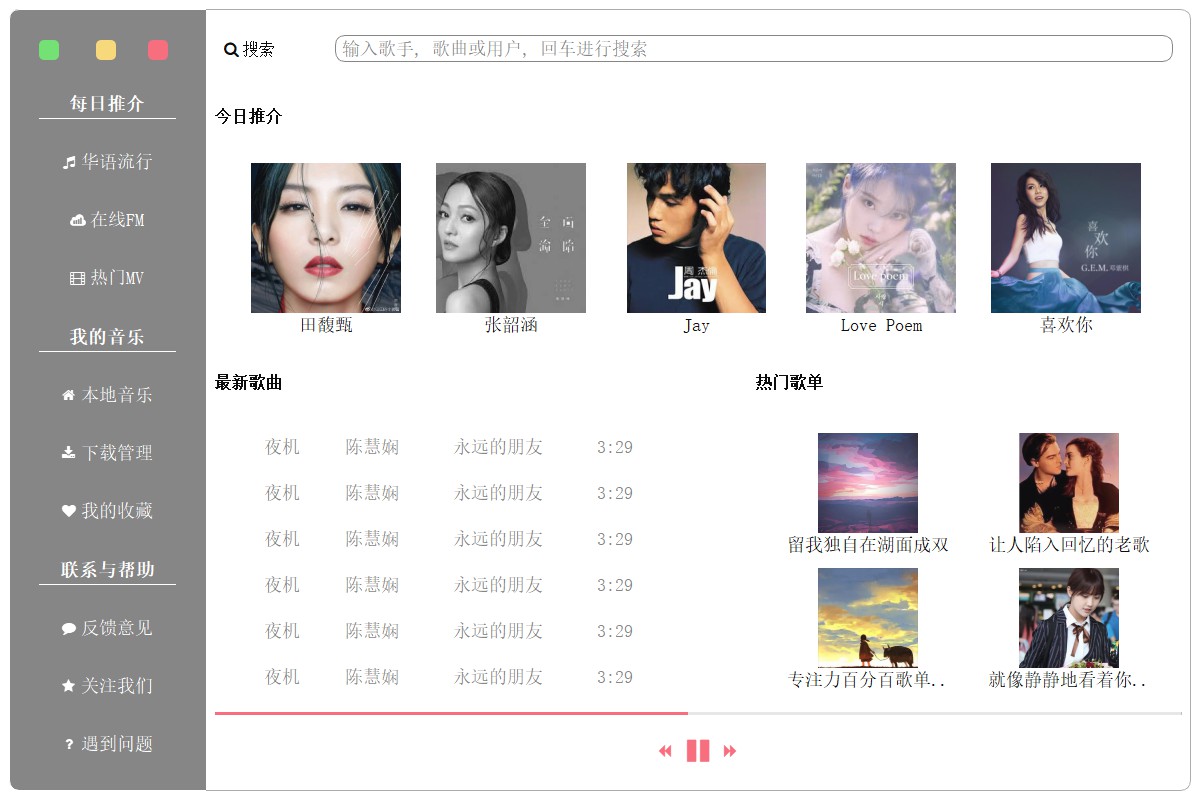 每日推介
华语流行
在线FM
热门MV
我的音乐
本地音乐
下载管理
我的收藏
联系与帮助
反馈意见
关注我们
? 遇到问题
搜索
输入歌手, 歌曲或用户, 回车进行搜索
今日推介
全面
沦陷
周杰倫
Jay
Love poem
喜欢你
G.E.M.邓紫棋
田馥甄
张韶涵
Jay
Love Poem
喜欢你
最新歌曲
夜机 陈慧娴 永远的朋友 3:29
夜机 陈慧娴 永远的朋友 3:29
夜机 陈慧娴 永远的朋友 3:29
夜机 陈慧娴 永远的朋友 3:29
夜机 陈慧娴 永远的朋友 3:29
夜机 陈慧娴 永远的朋友 3:29
热门歌单
留我独自在湖面成双
让人陷入回忆的老歌
专注力百分百歌单..
就像静静地看着你..